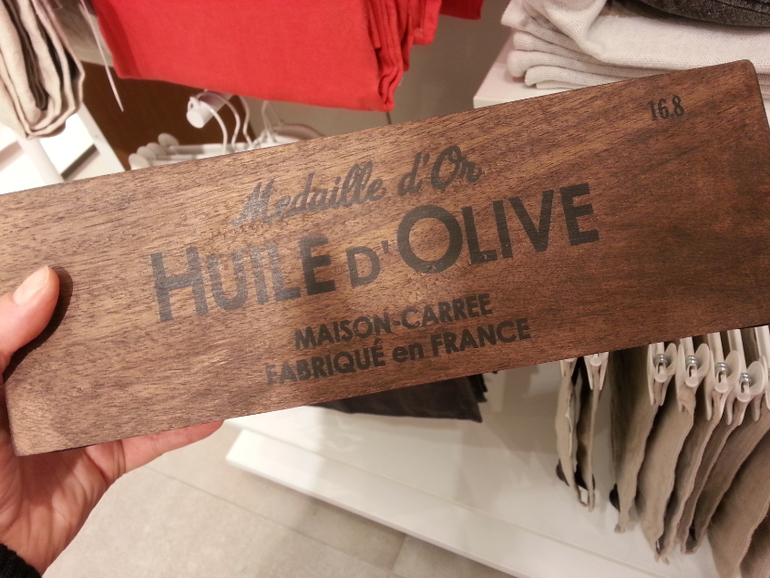 16.8
Medaille d'Or
HUILE D'OLIVE
MAISON-CARREE
FABRIQUÉ en FRANCE